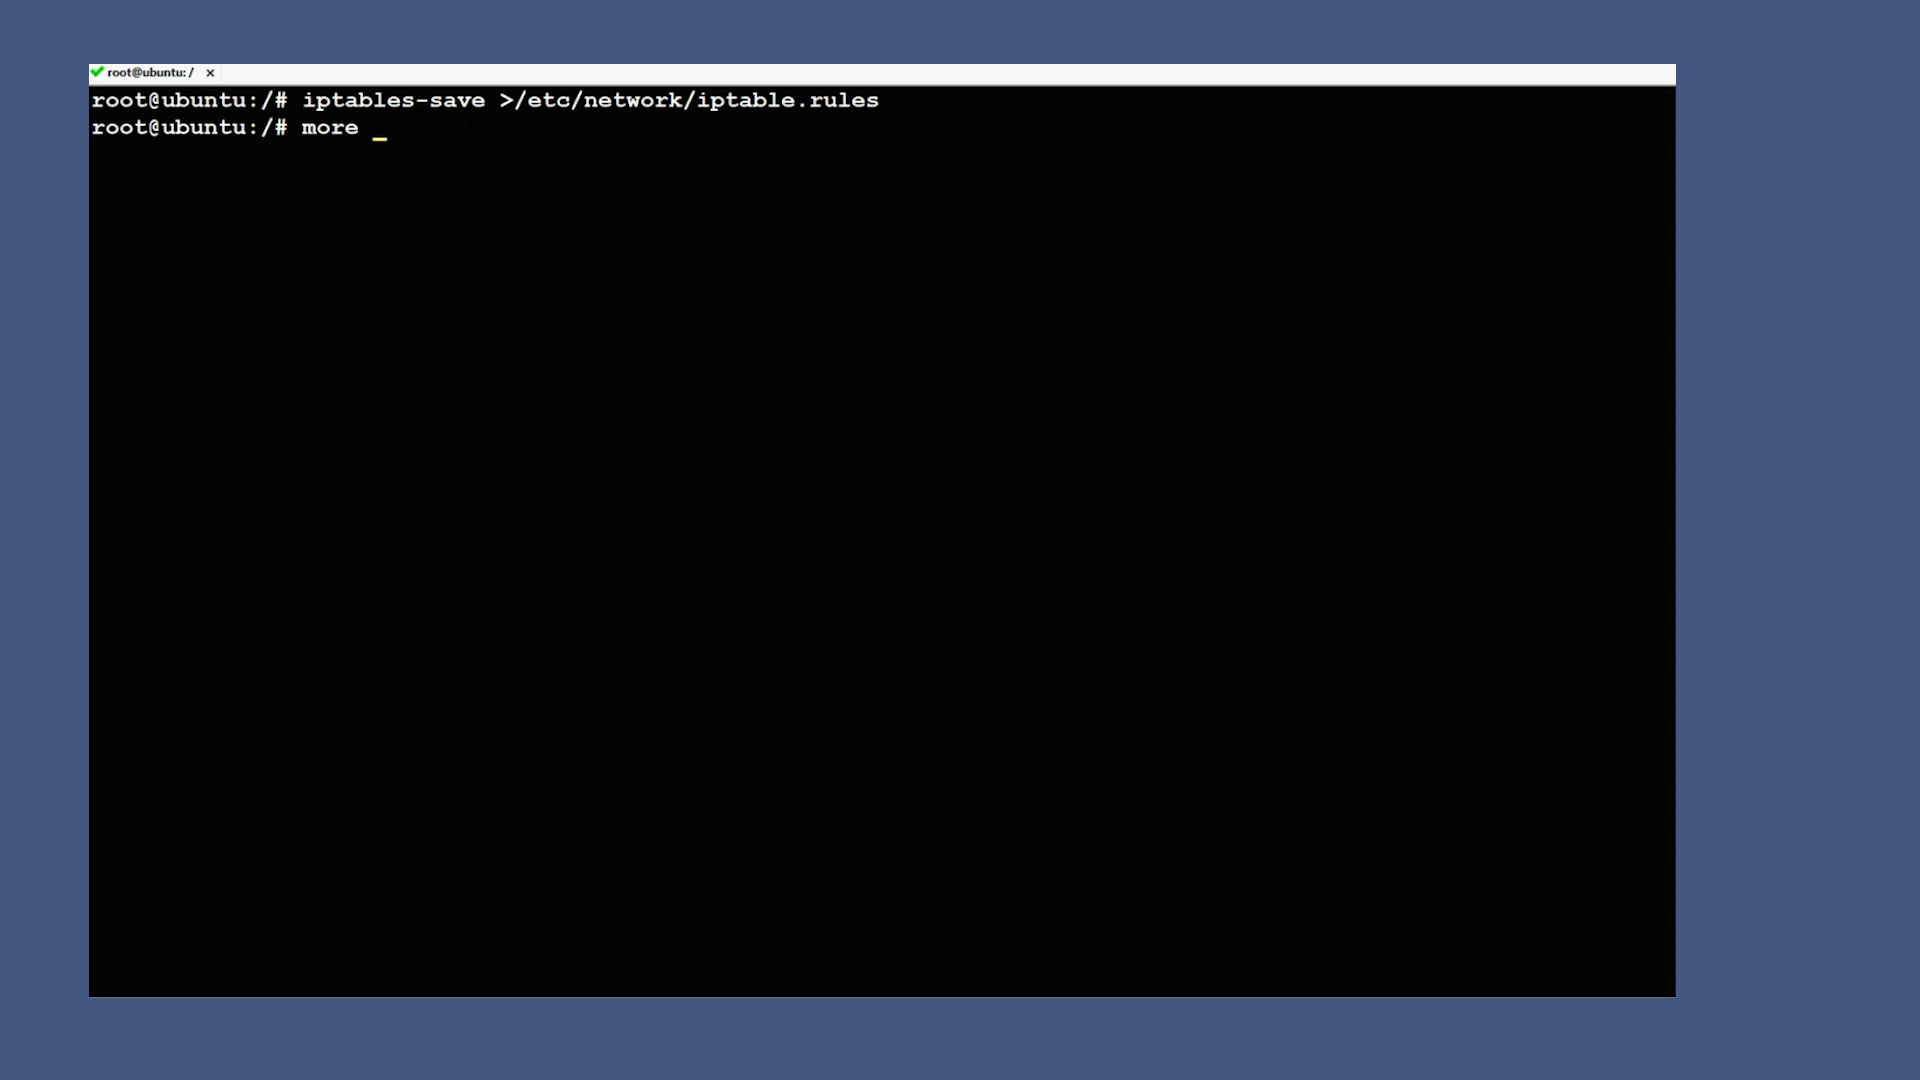 root@ubuntu: / ×
root@ubuntu:/# iptables-save >/etc/network/iptable.rules
root@ubuntu:/# more _